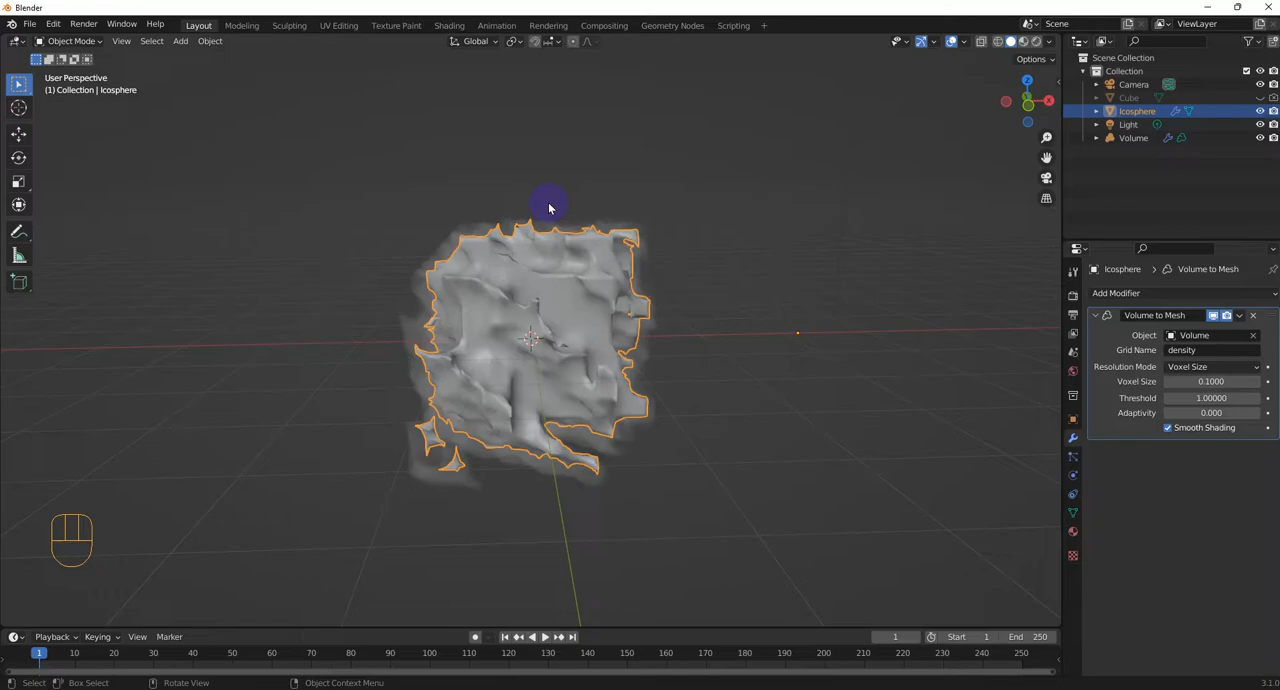 Blender
File Edit Render Window Help Layout Modeling Sculpting UV Editing Texture Paint Shading Animation Rendering Compositing Geometry Nodes Scripting + Scene ViewLayer
Object Mode View Select Add Object Global
Options
User Perspective
(1) Collection | Icosphere
Z
X
Scene Collection
Collection
Camera
Cube
Icosphere
Light
Volume
Icosphere > Volume to Mesh
Add Modifier
Volume to Mesh
Object Volume
Grid Name density
Resolution Mode Voxel Size
Voxel Size 0.1000
Threshold 1.00000
Adaptivity 0.000
Smooth Shading
Playback Keying View Marker 1 Start 1 End 250
1 10 20 30 40 50 60 70 80 90 100 110 120 130 140 150 160 170 180 190 200 210 220 230 240 250
Select Box Select Rotate View Object Context Menu 3.1.0